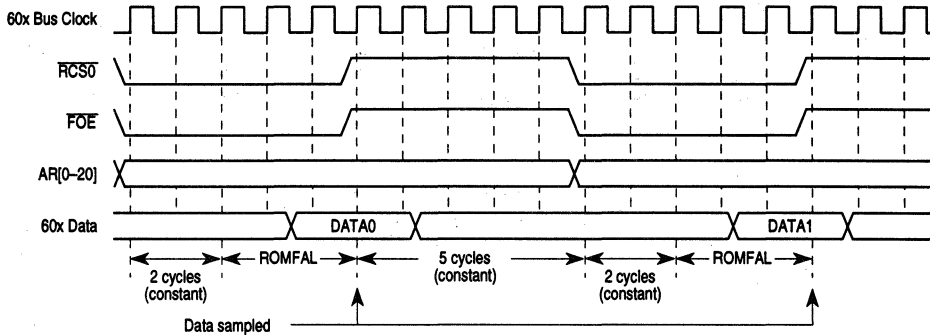 60x Bus Clock
RCS0
FOE
AR[0–20]
60x Data
DATA0
DATA1
2 cycles
(constant)
ROMFAL
5 cycles
(constant)
2 cycles
(constant)
ROMFAL
Data sampled